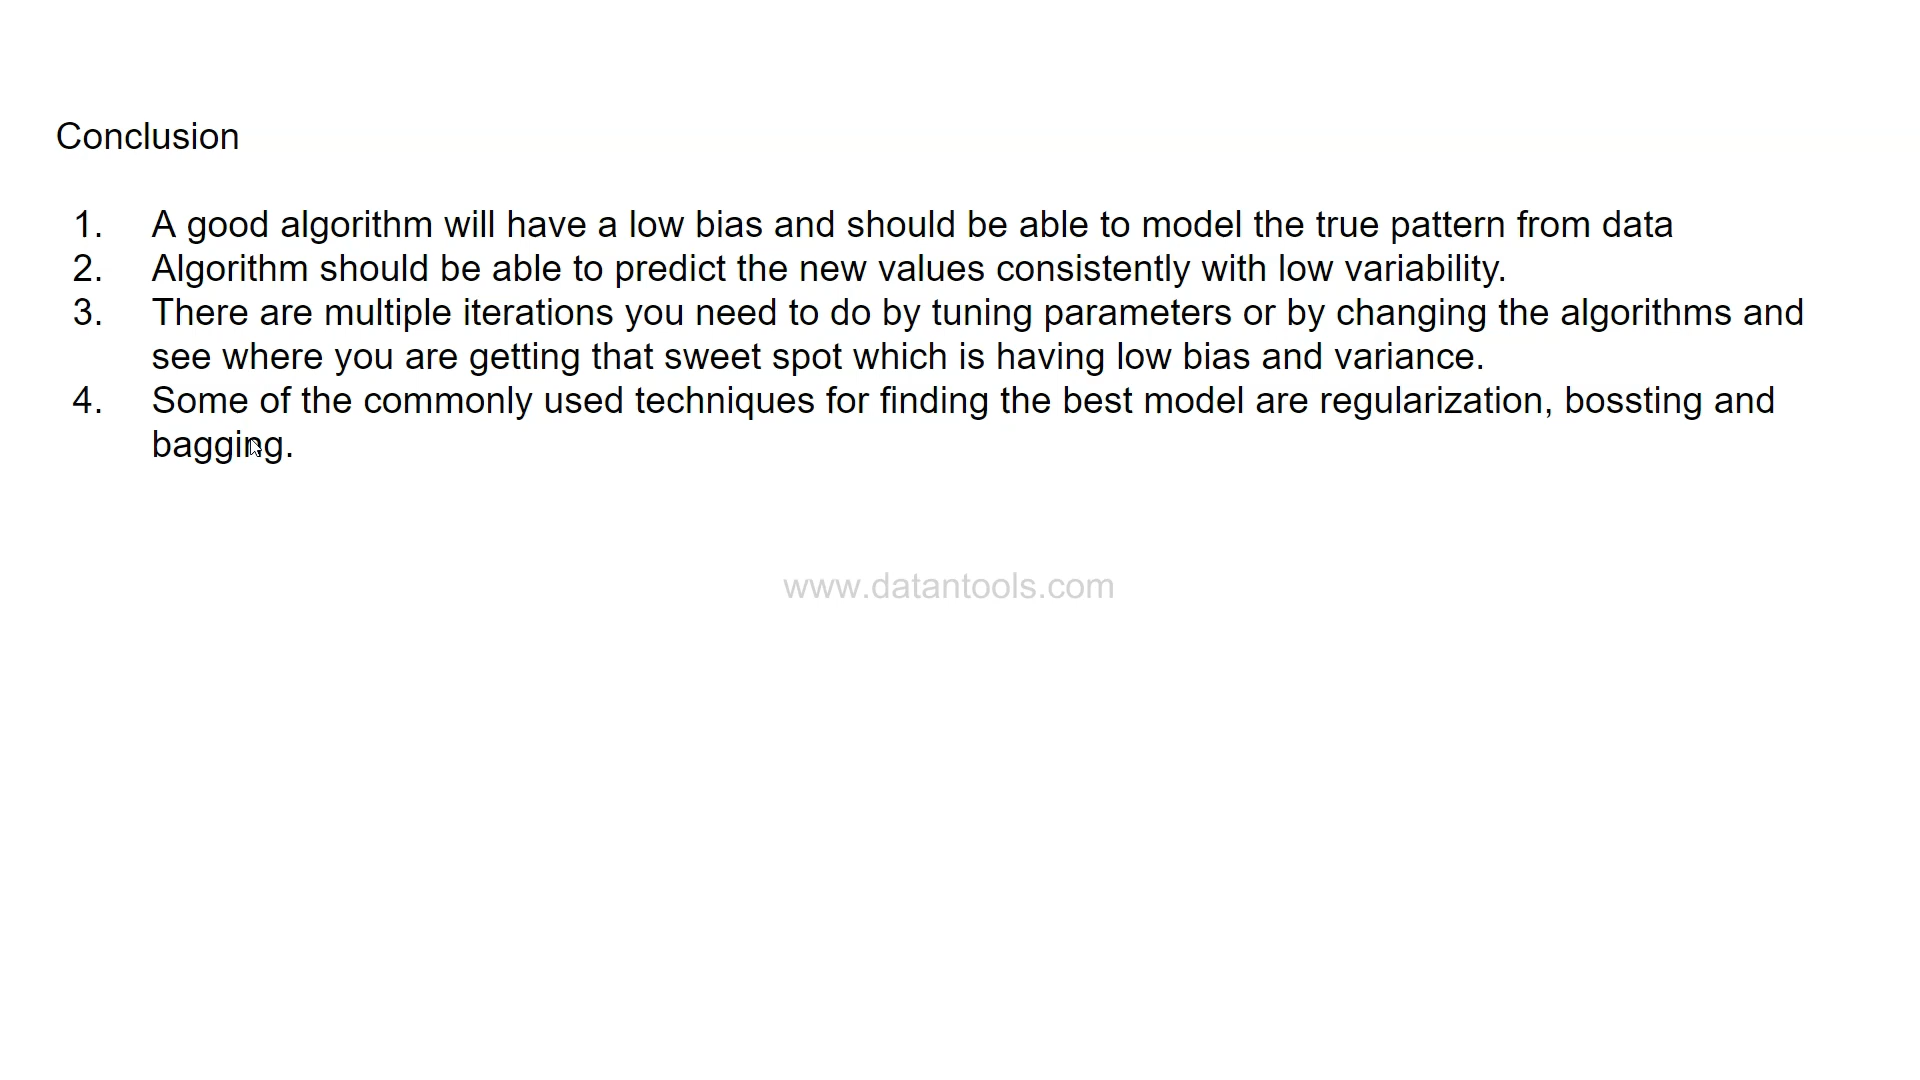 Conclusion
1. A good algorithm will have a low bias and should be able to model the true pattern from data
2. Algorithm should be able to predict the new values consistently with low variability.
3. There are multiple iterations you need to do by tuning parameters or by changing the algorithms and
see where you are getting that sweet spot which is having low bias and variance.
4. Some of the commonly used techniques for finding the best model are regularization, bossting and
bagging.
www.datantools.com